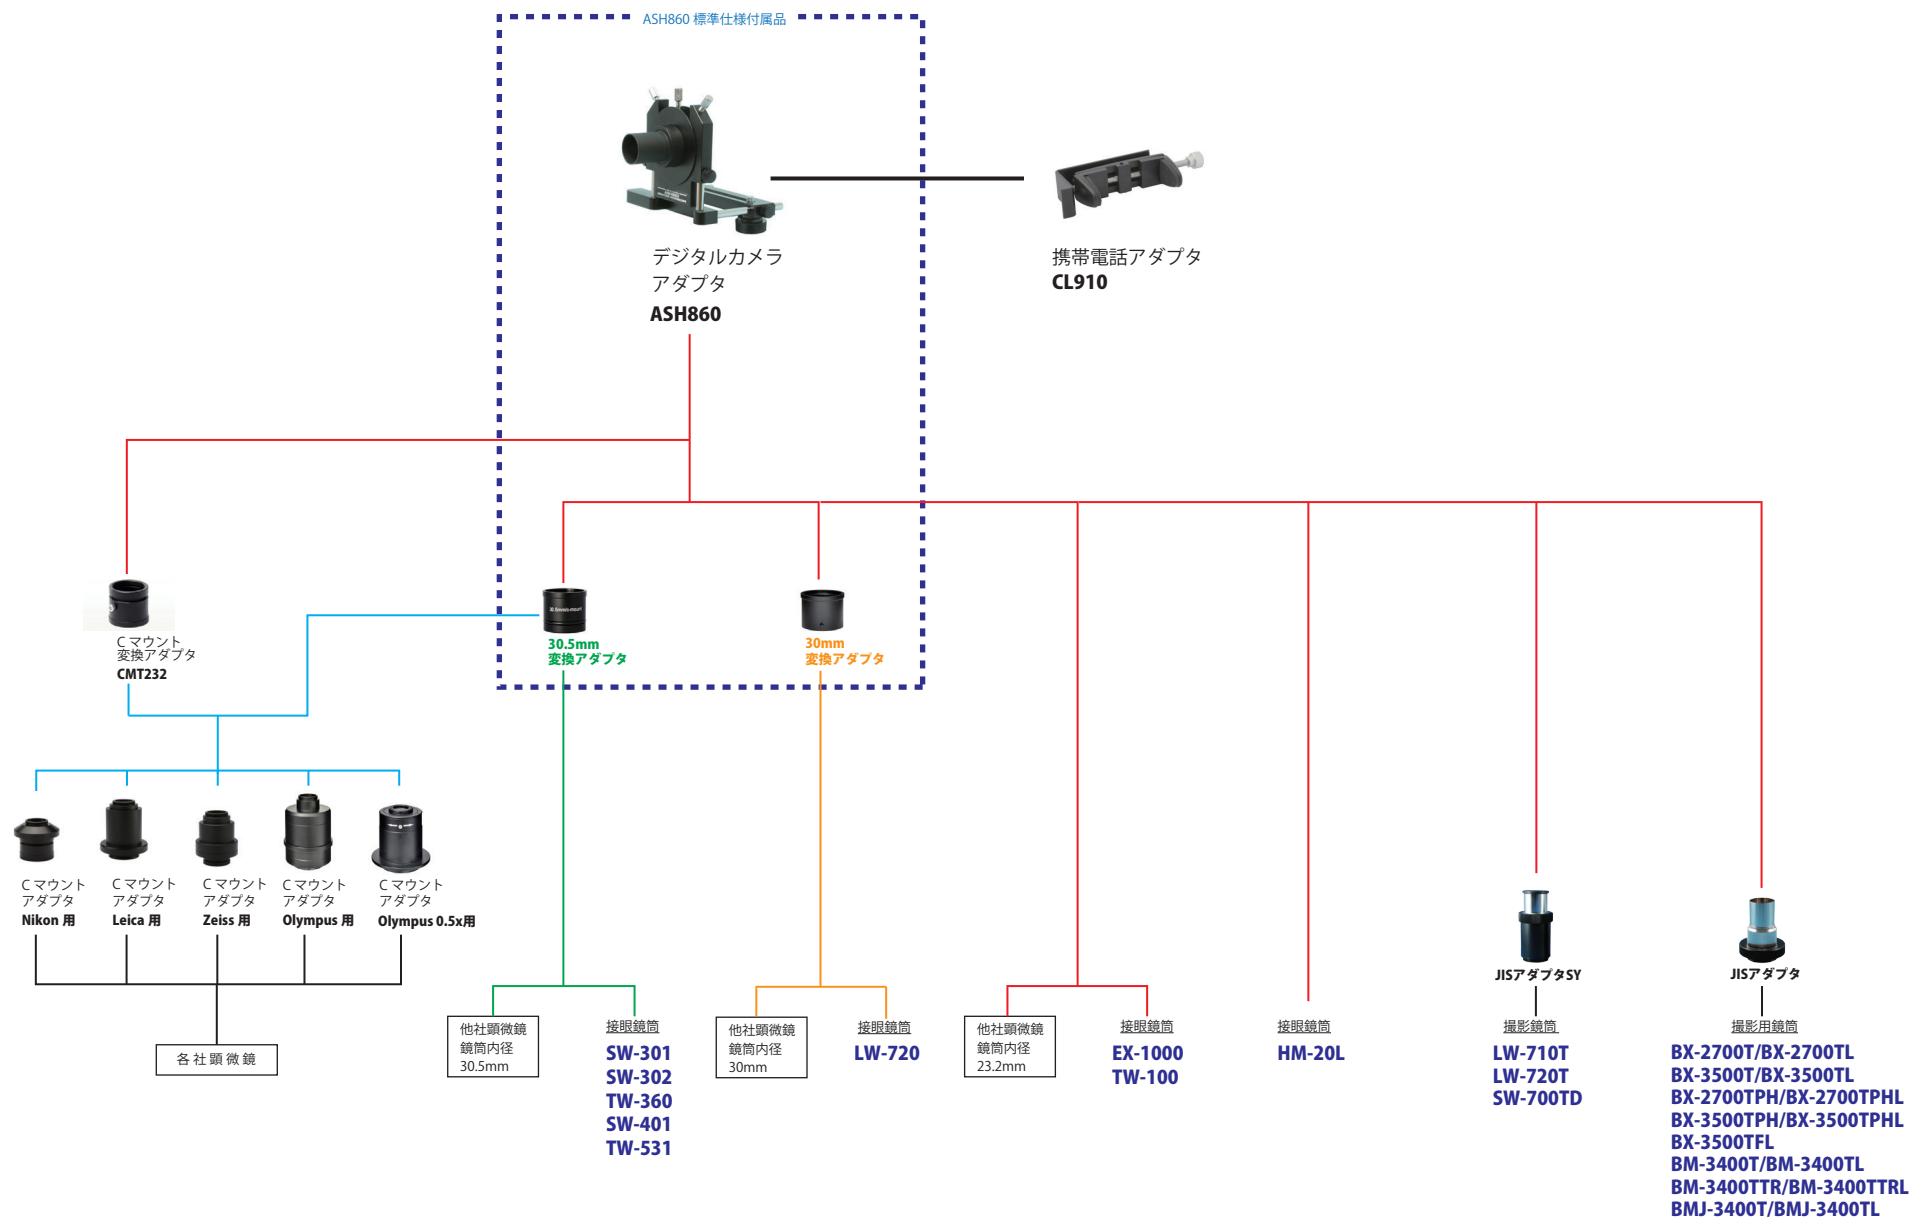 ASH860 標準仕様付属品
デジタルカメラ
アダプタ
ASH860
携帯電話アダプタ
CL910
C マウント
変換アダプタ
CMT232
30.5mm
変換アダプタ
30mm
変換アダプタ
C マウント
アダプタ
Nikon 用
C マウント
アダプタ
Leica 用
C マウント
アダプタ
Zeiss 用
C マウント
アダプタ
Olympus 用
C マウント
アダプタ
Olympus 0.5x用
各社顕微鏡
他社顕微鏡
鏡筒内径
30.5mm
接眼鏡筒
SW-301
SW-302
TW-360
SW-401
TW-531
他社顕微鏡
鏡筒内径
30mm
接眼鏡筒
LW-720
他社顕微鏡
鏡筒内径
23.2mm
接眼鏡筒
EX-1000
TW-100
接眼鏡筒
HM-20L
JISアダプタSY
撮影鏡筒
LW-710T
LW-720T
SW-700TD
JISアダプタ
撮影用鏡筒
BX-2700T/BX-2700TL
BX-3500T/BX-3500TL
BX-2700TPH/BX-2700TPHL
BX-3500TPH/BX-3500TPHL
BX-3500TFL
BM-3400T/BM-3400TL
BM-3400TTR/BM-3400TTRL
BMJ-3400T/BMJ-3400TL